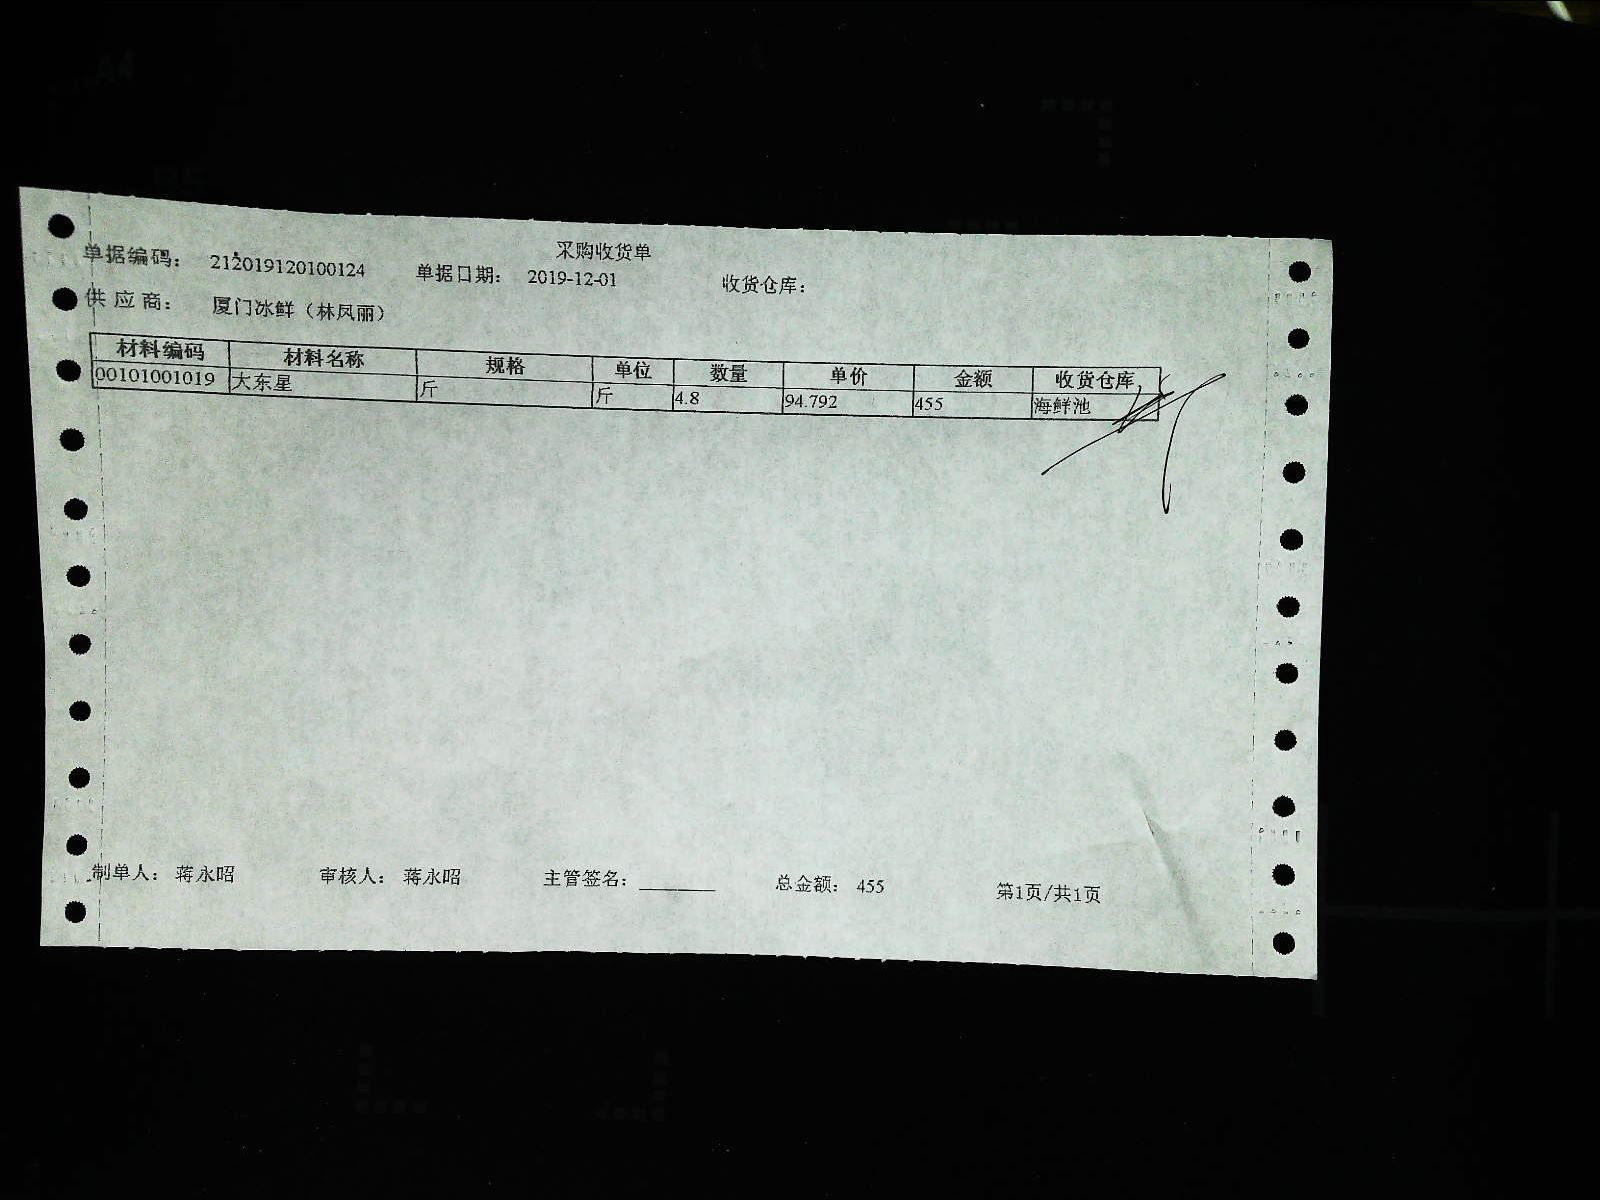 采购收货单
单据编码： 212019120100124 单据日期： 2019-12-01 收货仓库：
供应商： 厦门冰鲜（林凤丽）
材料编码 材料名称 规格 单位 数量 单价 金额 收货仓库
00101001019 大东星 斤 斤 4.8 94.792 455 海鲜池
制单人： 蒋永昭 审核人： 蒋永昭 主管签名： 总金额： 455 第1页/共1页